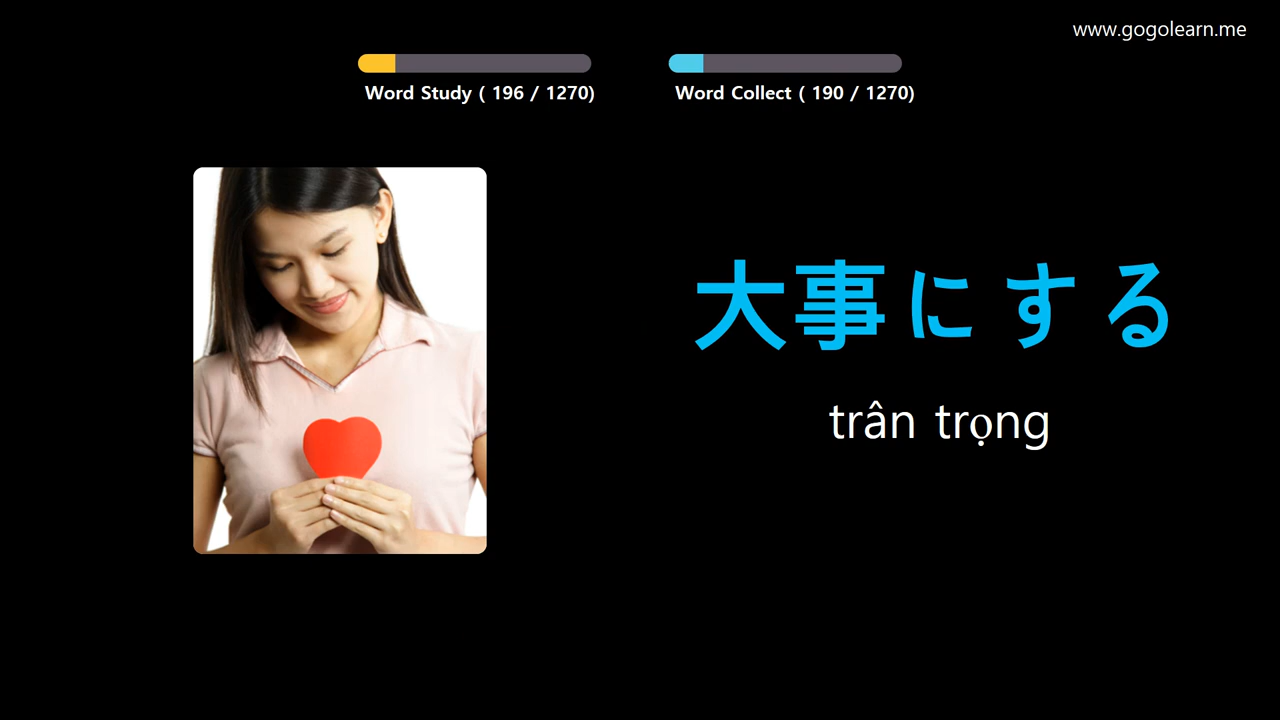 www.gogolearn.me
Word Study ( 196 / 1270)
Word Collect ( 190 / 1270)
大事にする
trân trọng